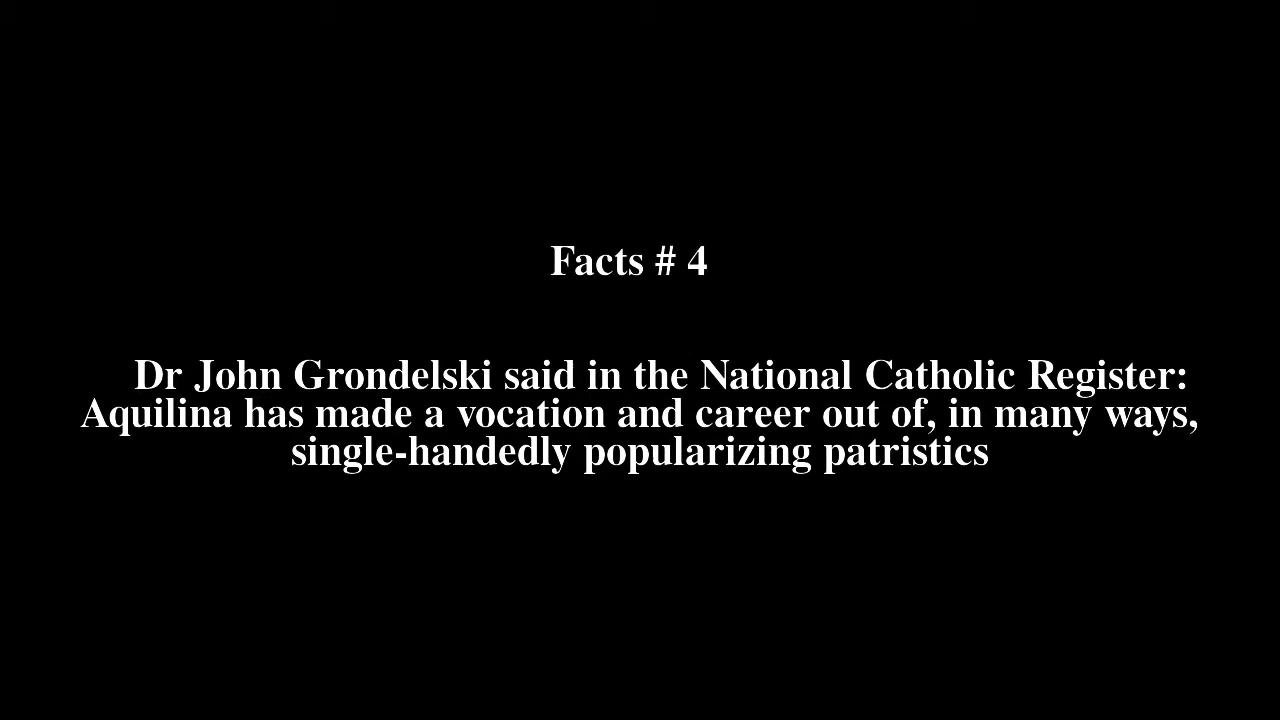 Facts # 4
Dr John Grondelski said in the National Catholic Register:
Aquilina has made a vocation and career out of, in many ways,
single-handedly popularizing patristics